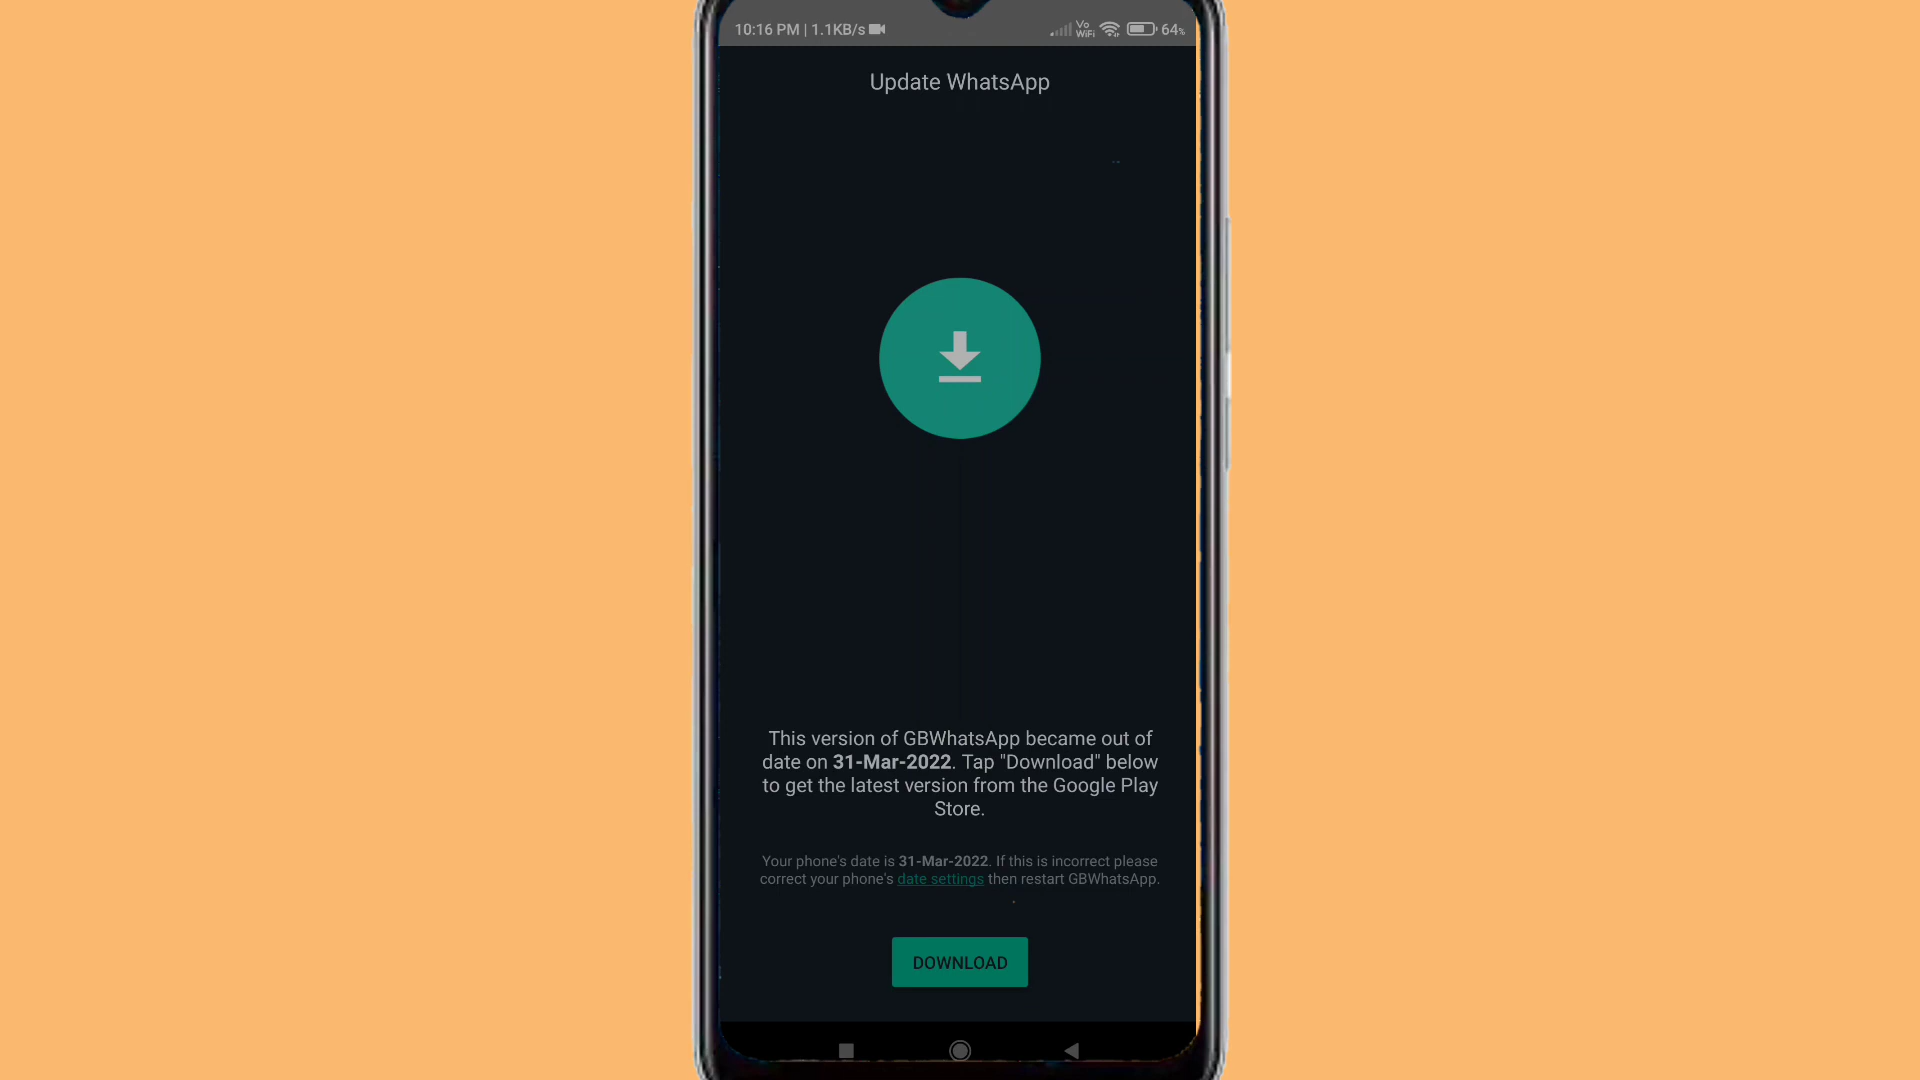 10:16 PM | 1.1KB/s Vo WiFi 64%
Update WhatsApp
This version of GBWhatsApp became out of
date on 31-Mar-2022. Tap "Download" below
to get the latest version from the Google Play
Store.
Your phone's date is 31-Mar-2022. If this is incorrect please
correct your phone's date settings then restart GBWhatsApp.
DOWNLOAD